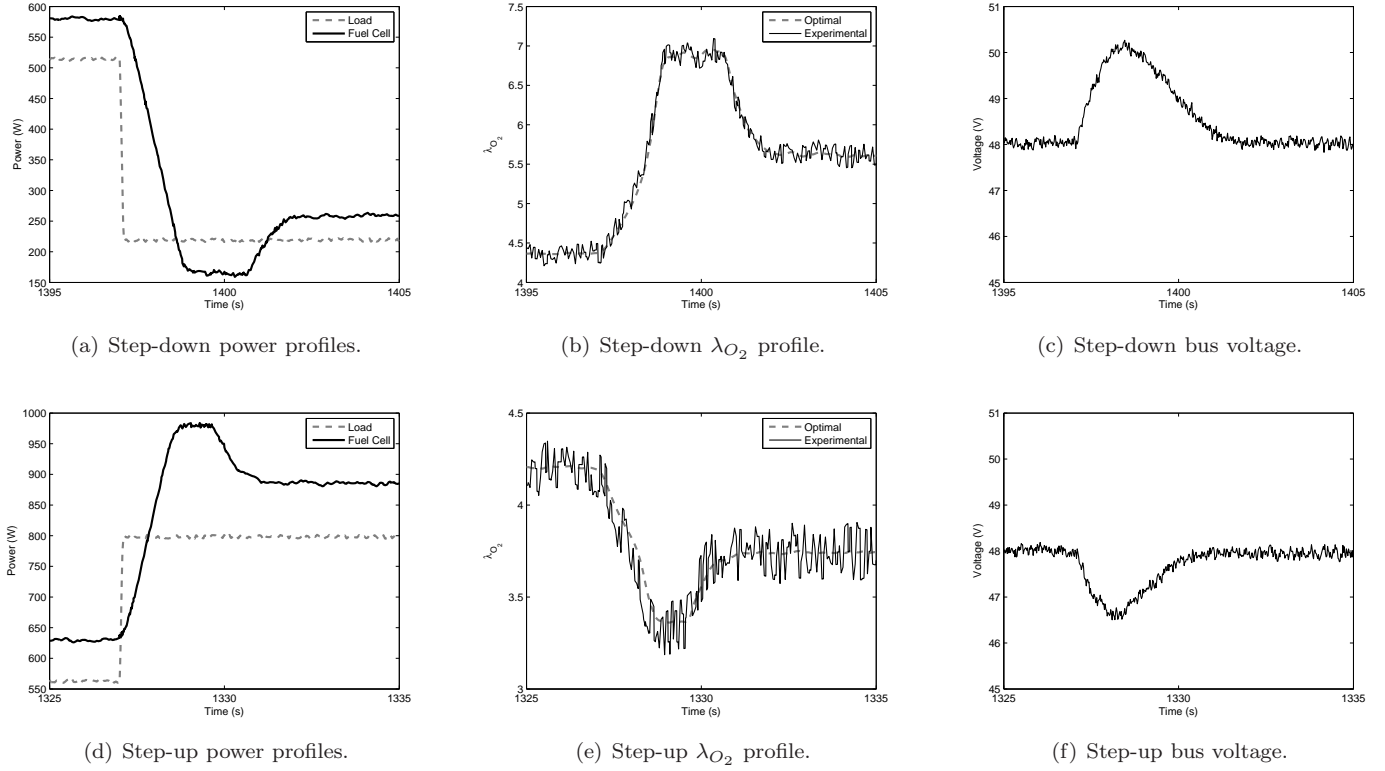 600
550
500
450
400
350
300
250
200
150
Power (W)
1395
1400
1405
Time (s)
Load
Fuel Cell
(a) Step-down power profiles.
7.5
7
6.5
6
5.5
5
4.5
4
λO2
1395
1400
1405
Time (s)
Optimal
Experimental
(b) Step-down λO2 profile.
51
50
49
48
47
46
45
Voltage (V)
1395
1400
1405
Time (s)
(c) Step-down bus voltage.
1000
950
900
850
800
750
700
650
600
550
Power (W)
1325
1330
1335
Time (s)
Load
Fuel Cell
(d) Step-up power profiles.
4.5
4
3.5
3
λO2
1325
1330
1335
Time (s)
Optimal
Experimental
(e) Step-up λO2 profile.
51
50
49
48
47
46
45
Voltage (V)
1325
1330
1335
Time (s)
(f) Step-up bus voltage.